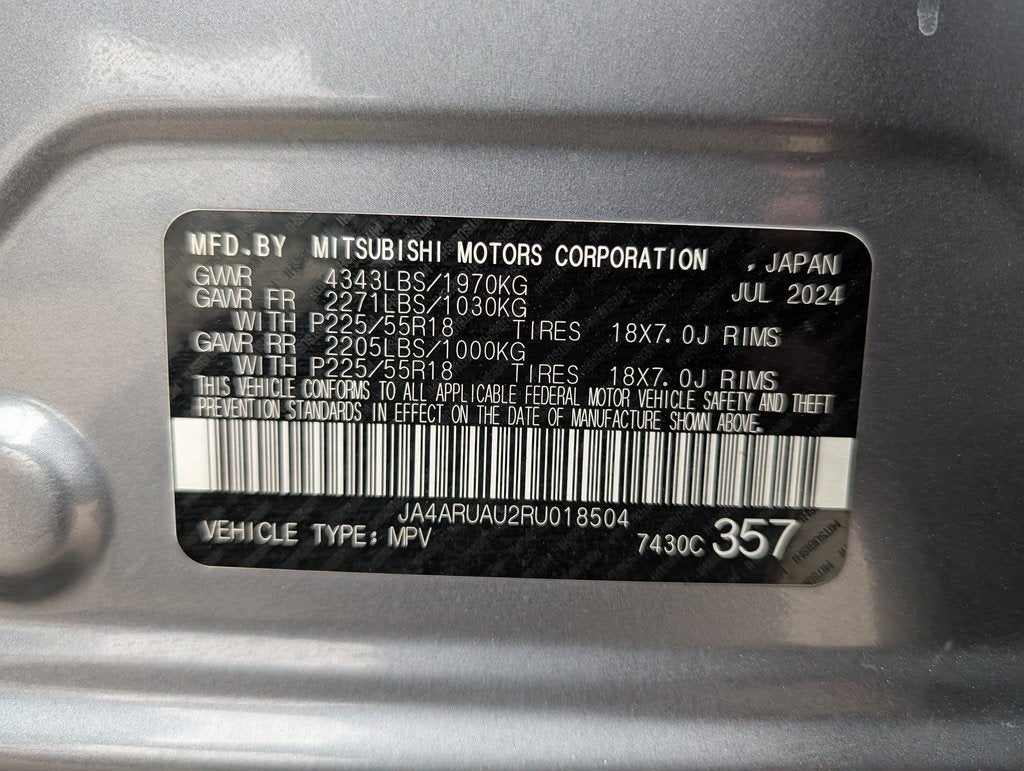 MFD.BY MITSUBISHI MOTORS CORPORATION , JAPAN
GVWR 4343LBS/1970KG JUL 2024
GAWR FR 2271LBS/1030KG
WITH P225/55R18 TIRES 18X7.0J RIMS
GAWR RR 2205LBS/1000KG
WITH P225/55R18 TIRES 18X7.0J RIMS
THIS VEHICLE CONFORMS TO ALL APPLICABLE FEDERAL MOTOR VEHICLE SAFETY AND THEFT
PREVENTION STANDARDS IN EFFECT ON THE DATE OF MANUFACTURE SHOWN ABOVE.
JA4ARUAU2RU018504
VEHICLE TYPE: MPV 7430C 357
MITSUBISHI